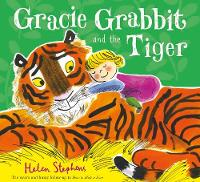 Gracie Grabbit
and the
Tiger
Helen Stephens